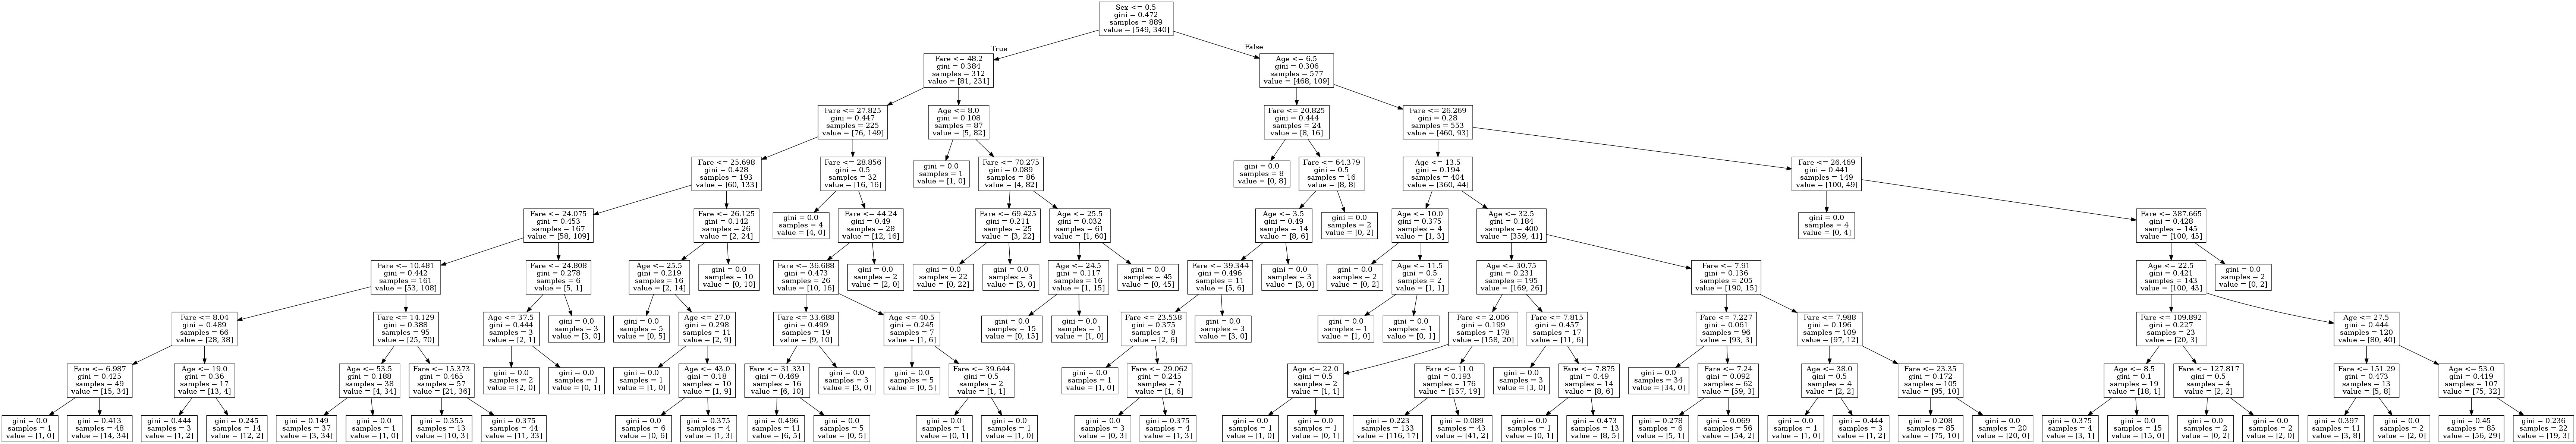 Sex <= 0.5
gini = 0.472
samples = 889
value = [549, 340]
True
False
Fare <= 48.2
gini = 0.384
samples = 312
value = [81, 231]
Age <= 6.5
gini = 0.306
samples = 577
value = [468, 109]
Fare <= 27.825
gini = 0.447
samples = 225
value = [76, 149]
Age <= 8.0
gini = 0.108
samples = 87
value = [5, 82]
Fare <= 20.825
gini = 0.444
samples = 24
value = [8, 16]
Fare <= 26.269
gini = 0.28
samples = 553
value = [460, 93]
Fare <= 25.698
gini = 0.428
samples = 193
value = [60, 133]
Fare <= 28.856
gini = 0.5
samples = 32
value = [16, 16]
gini = 0.0
samples = 1
value = [1, 0]
Fare <= 70.275
gini = 0.089
samples = 86
value = [4, 82]
gini = 0.0
samples = 8
value = [0, 8]
Fare <= 64.379
gini = 0.5
samples = 16
value = [8, 8]
Age <= 13.5
gini = 0.194
samples = 404
value = [360, 44]
Fare <= 26.469
gini = 0.441
samples = 149
value = [100, 49]
Fare <= 24.075
gini = 0.453
samples = 167
value = [58, 109]
Fare <= 26.125
gini = 0.142
samples = 26
value = [2, 24]
gini = 0.0
samples = 4
value = [4, 0]
Fare <= 44.24
gini = 0.49
samples = 28
value = [12, 16]
Fare <= 69.425
gini = 0.211
samples = 25
value = [3, 22]
Age <= 25.5
gini = 0.032
samples = 61
value = [1, 60]
Age <= 3.5
gini = 0.49
samples = 14
value = [8, 6]
gini = 0.0
samples = 2
value = [0, 2]
Age <= 10.0
gini = 0.375
samples = 4
value = [1, 3]
Age <= 32.5
gini = 0.184
samples = 400
value = [359, 41]
gini = 0.0
samples = 4
value = [0, 4]
Fare <= 387.665
gini = 0.428
samples = 145
value = [100, 45]
Fare <= 10.481
gini = 0.442
samples = 161
value = [53, 108]
Fare <= 24.808
gini = 0.278
samples = 6
value = [5, 1]
Age <= 25.5
gini = 0.219
samples = 16
value = [2, 14]
gini = 0.0
samples = 10
value = [0, 10]
Fare <= 36.688
gini = 0.473
samples = 26
value = [10, 16]
gini = 0.0
samples = 2
value = [2, 0]
gini = 0.0
samples = 22
value = [0, 22]
gini = 0.0
samples = 3
value = [3, 0]
Age <= 24.5
gini = 0.117
samples = 16
value = [1, 15]
gini = 0.0
samples = 45
value = [0, 45]
Fare <= 39.344
gini = 0.496
samples = 11
value = [5, 6]
gini = 0.0
samples = 3
value = [3, 0]
gini = 0.0
samples = 2
value = [0, 2]
Age <= 11.5
gini = 0.5
samples = 2
value = [1, 1]
Age <= 30.75
gini = 0.231
samples = 195
value = [169, 26]
Fare <= 7.91
gini = 0.136
samples = 205
value = [190, 15]
Age <= 22.5
gini = 0.421
samples = 143
value = [100, 43]
gini = 0.0
samples = 2
value = [0, 2]
Fare <= 8.04
gini = 0.489
samples = 66
value = [28, 38]
Fare <= 14.129
gini = 0.388
samples = 95
value = [25, 70]
Age <= 37.5
gini = 0.444
samples = 3
value = [2, 1]
gini = 0.0
samples = 3
value = [3, 0]
gini = 0.0
samples = 5
value = [0, 5]
Age <= 27.0
gini = 0.298
samples = 11
value = [2, 9]
Fare <= 33.688
gini = 0.499
samples = 19
value = [9, 10]
Age <= 40.5
gini = 0.245
samples = 7
value = [1, 6]
gini = 0.0
samples = 15
value = [0, 15]
gini = 0.0
samples = 1
value = [1, 0]
Fare <= 23.538
gini = 0.375
samples = 8
value = [2, 6]
gini = 0.0
samples = 3
value = [3, 0]
gini = 0.0
samples = 1
value = [1, 0]
gini = 0.0
samples = 1
value = [0, 1]
Fare <= 2.006
gini = 0.199
samples = 178
value = [158, 20]
Fare <= 7.815
gini = 0.457
samples = 17
value = [11, 6]
Fare <= 7.227
gini = 0.061
samples = 96
value = [93, 3]
Fare <= 7.988
gini = 0.196
samples = 109
value = [97, 12]
Fare <= 109.892
gini = 0.227
samples = 23
value = [20, 3]
Age <= 27.5
gini = 0.444
samples = 120
value = [80, 40]
Fare <= 6.987
gini = 0.425
samples = 49
value = [15, 34]
Age <= 19.0
gini = 0.36
samples = 17
value = [13, 4]
Age <= 53.5
gini = 0.188
samples = 38
value = [4, 34]
Fare <= 15.373
gini = 0.465
samples = 57
value = [21, 36]
gini = 0.0
samples = 2
value = [2, 0]
gini = 0.0
samples = 1
value = [0, 1]
gini = 0.0
samples = 1
value = [1, 0]
Age <= 43.0
gini = 0.18
samples = 10
value = [1, 9]
Fare <= 31.331
gini = 0.469
samples = 16
value = [6, 10]
gini = 0.0
samples = 3
value = [3, 0]
gini = 0.0
samples = 5
value = [0, 5]
Fare <= 39.644
gini = 0.5
samples = 2
value = [1, 1]
gini = 0.0
samples = 1
value = [1, 0]
Fare <= 29.062
gini = 0.245
samples = 7
value = [1, 6]
Age <= 22.0
gini = 0.5
samples = 2
value = [1, 1]
Fare <= 11.0
gini = 0.193
samples = 176
value = [157, 19]
gini = 0.0
samples = 3
value = [3, 0]
Fare <= 7.875
gini = 0.49
samples = 14
value = [8, 6]
gini = 0.0
samples = 34
value = [34, 0]
Fare <= 7.24
gini = 0.092
samples = 62
value = [59, 3]
Age <= 38.0
gini = 0.5
samples = 4
value = [2, 2]
Fare <= 23.35
gini = 0.172
samples = 105
value = [95, 10]
Age <= 8.5
gini = 0.1
samples = 19
value = [18, 1]
Fare <= 127.817
gini = 0.5
samples = 4
value = [2, 2]
Fare <= 151.29
gini = 0.473
samples = 13
value = [5, 8]
Age <= 53.0
gini = 0.419
samples = 107
value = [75, 32]
gini = 0.0
samples = 1
value = [1, 0]
gini = 0.413
samples = 48
value = [14, 34]
gini = 0.444
samples = 3
value = [1, 2]
gini = 0.245
samples = 14
value = [12, 2]
gini = 0.149
samples = 37
value = [3, 34]
gini = 0.0
samples = 1
value = [1, 0]
gini = 0.355
samples = 13
value = [10, 3]
gini = 0.375
samples = 44
value = [11, 33]
gini = 0.0
samples = 6
value = [0, 6]
gini = 0.375
samples = 4
value = [1, 3]
gini = 0.496
samples = 11
value = [6, 5]
gini = 0.0
samples = 5
value = [0, 5]
gini = 0.0
samples = 1
value = [0, 1]
gini = 0.0
samples = 1
value = [1, 0]
gini = 0.0
samples = 3
value = [0, 3]
gini = 0.375
samples = 4
value = [1, 3]
gini = 0.0
samples = 1
value = [1, 0]
gini = 0.0
samples = 1
value = [0, 1]
gini = 0.223
samples = 133
value = [116, 17]
gini = 0.089
samples = 43
value = [41, 2]
gini = 0.0
samples = 1
value = [0, 1]
gini = 0.473
samples = 13
value = [8, 5]
gini = 0.278
samples = 6
value = [5, 1]
gini = 0.069
samples = 56
value = [54, 2]
gini = 0.0
samples = 1
value = [1, 0]
gini = 0.444
samples = 3
value = [1, 2]
gini = 0.208
samples = 85
value = [75, 10]
gini = 0.0
samples = 20
value = [20, 0]
gini = 0.375
samples = 4
value = [3, 1]
gini = 0.0
samples = 15
value = [15, 0]
gini = 0.0
samples = 2
value = [0, 2]
gini = 0.0
samples = 2
value = [2, 0]
gini = 0.397
samples = 11
value = [3, 8]
gini = 0.0
samples = 2
value = [2, 0]
gini = 0.45
samples = 85
value = [56, 29]
gini = 0.236
samples = 22
value = [19, 3]